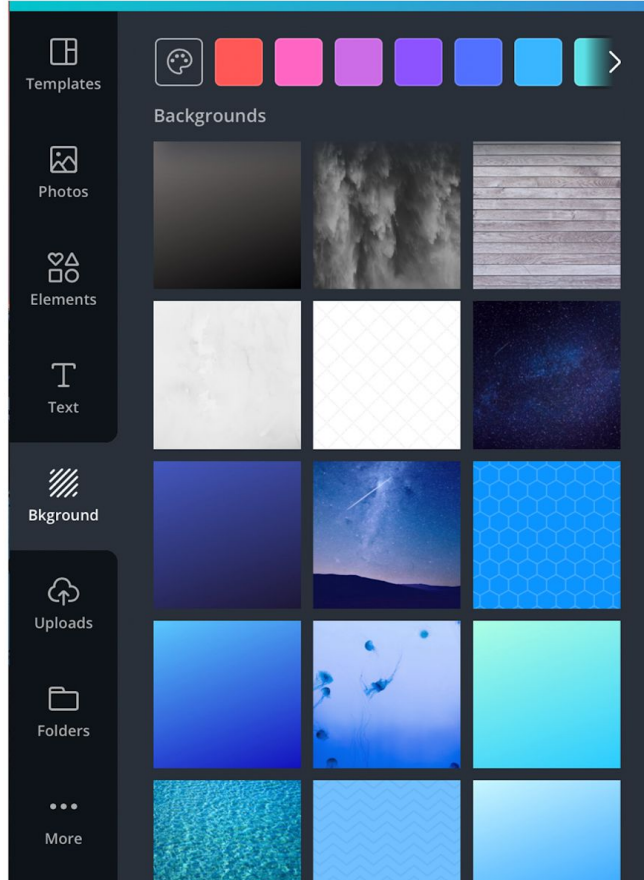 Templates
Photos
Elements
Text
Bkground
Uploads
Folders
More
Backgrounds